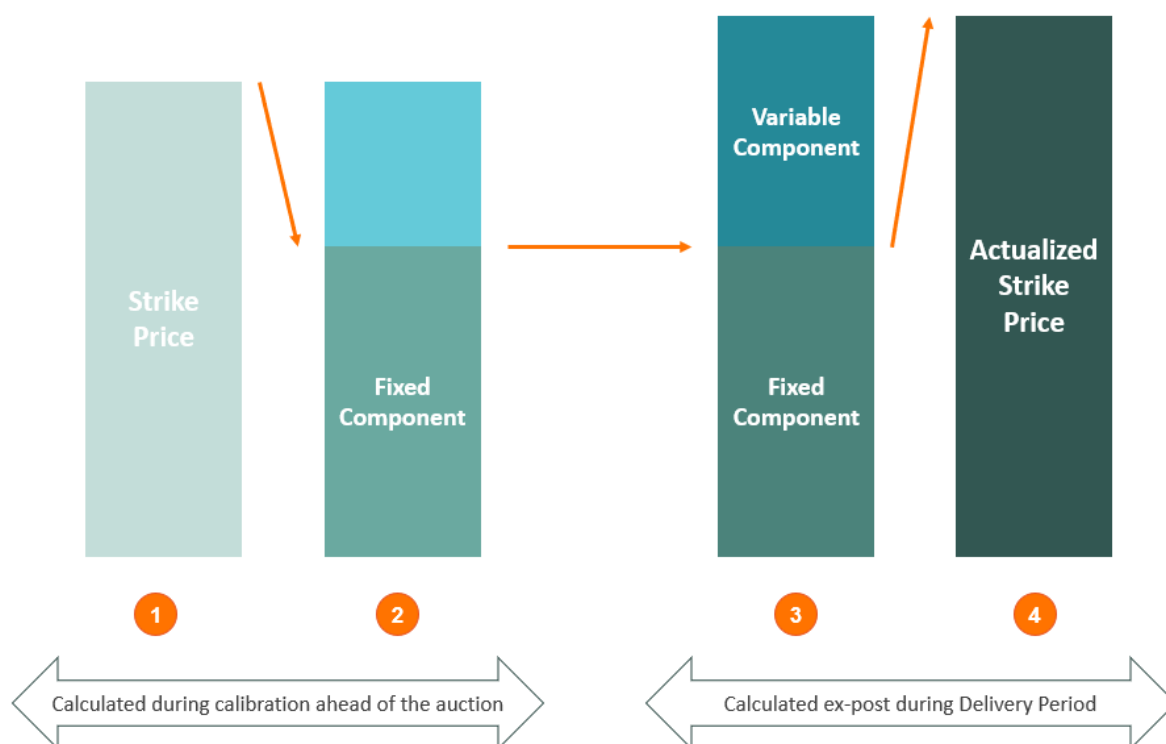 Strike
Price
Fixed
Component
Variable
Component
Fixed
Component
Actualized
Strike
Price
1
2
3
4
Calculated during calibration ahead of the auction
Calculated ex-post during Delivery Period